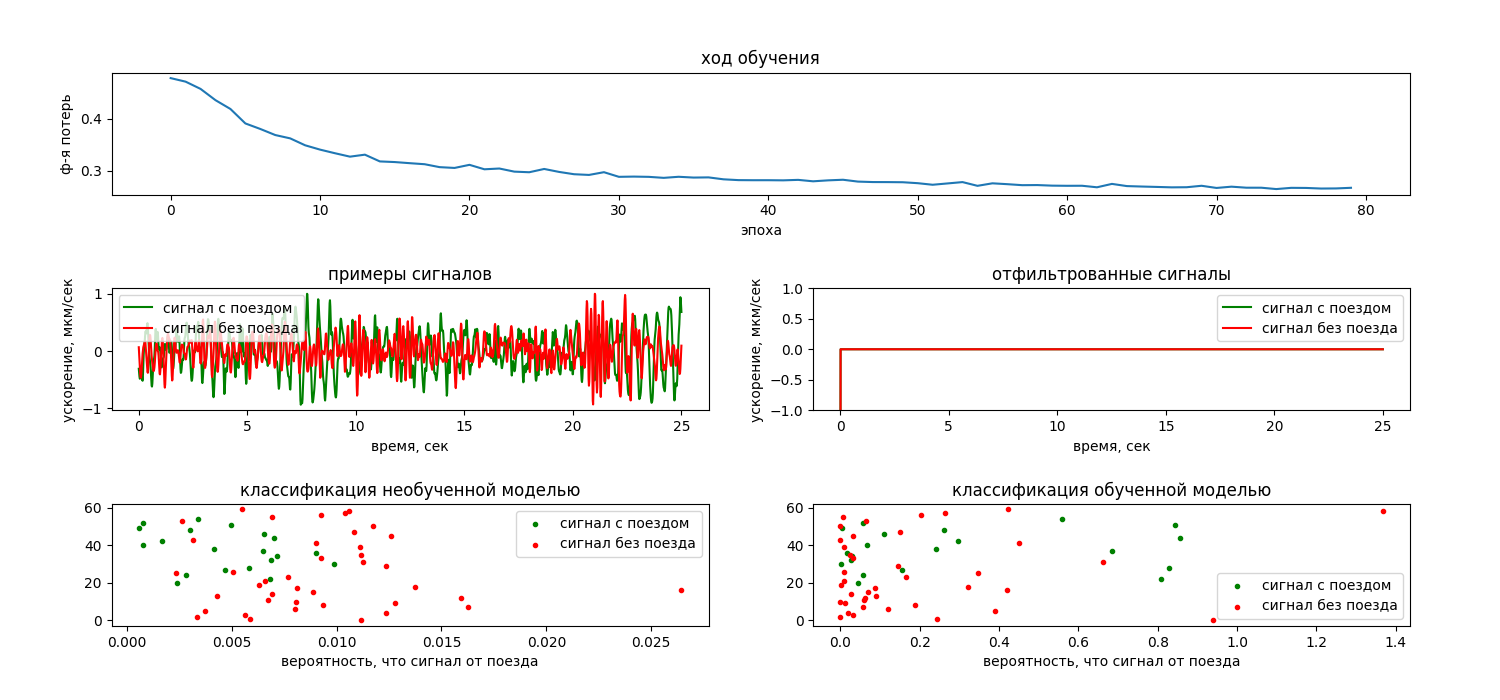 ход обучения
ф-я потерь
0.4
0.3
0 10 20 30 40 50 60 70 80
эпоха
примеры сигналов
ускорение, мкм/сек
1
0
−1
сигнал с поездом
сигнал без поезда
0 5 10 15 20 25
время, сек
отфильтрованные сигналы
ускорение, мкм/сек
1.0
0.5
0.0
−0.5
−1.0
сигнал с поездом
сигнал без поезда
0 5 10 15 20 25
время, сек
классификация необученной моделью
60
40
20
0
сигнал с поездом
сигнал без поезда
0.000 0.005 0.010 0.015 0.020 0.025
вероятность, что сигнал от поезда
классификация обученной моделью
60
40
20
0
сигнал с поездом
сигнал без поезда
0.0 0.2 0.4 0.6 0.8 1.0 1.2 1.4
вероятность, что сигнал от поезда